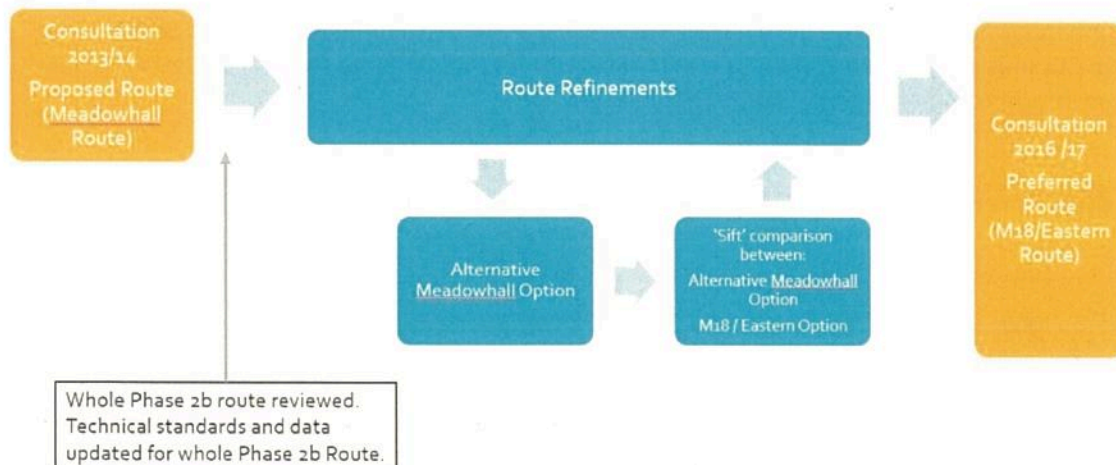 Consultation
2013/14
Proposed Route
(Meadowhall
Route)
Route Refinements
Alternative
Meadowhall Option
'Sift' comparison
between:
Alternative Meadowhall
Option
M18 / Eastern Option
Consultation
2016 /17
Preferred
Route
(M18/Eastern
Route)
Whole Phase 2b route reviewed.
Technical standards and data
updated for whole Phase 2b Route.